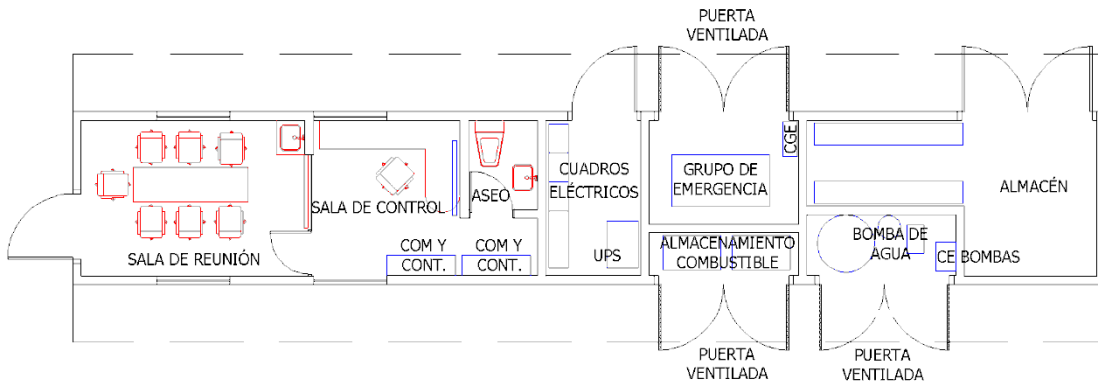 PUERTA
VENTILADA
SALA DE REUNIÓN
SALA DE CONTROL
COM Y
CONT.
ASEO
COM Y
CONT.
CUADROS
ELÉCTRICOS
UPS
CGE
GRUPO DE
EMERGENCIA
ALMACENAMIENTO
COMBUSTIBLE
BOMBA DE
AGUA
CE BOMBAS
ALMACÉN
PUERTA
VENTILADA
PUERTA
VENTILADA